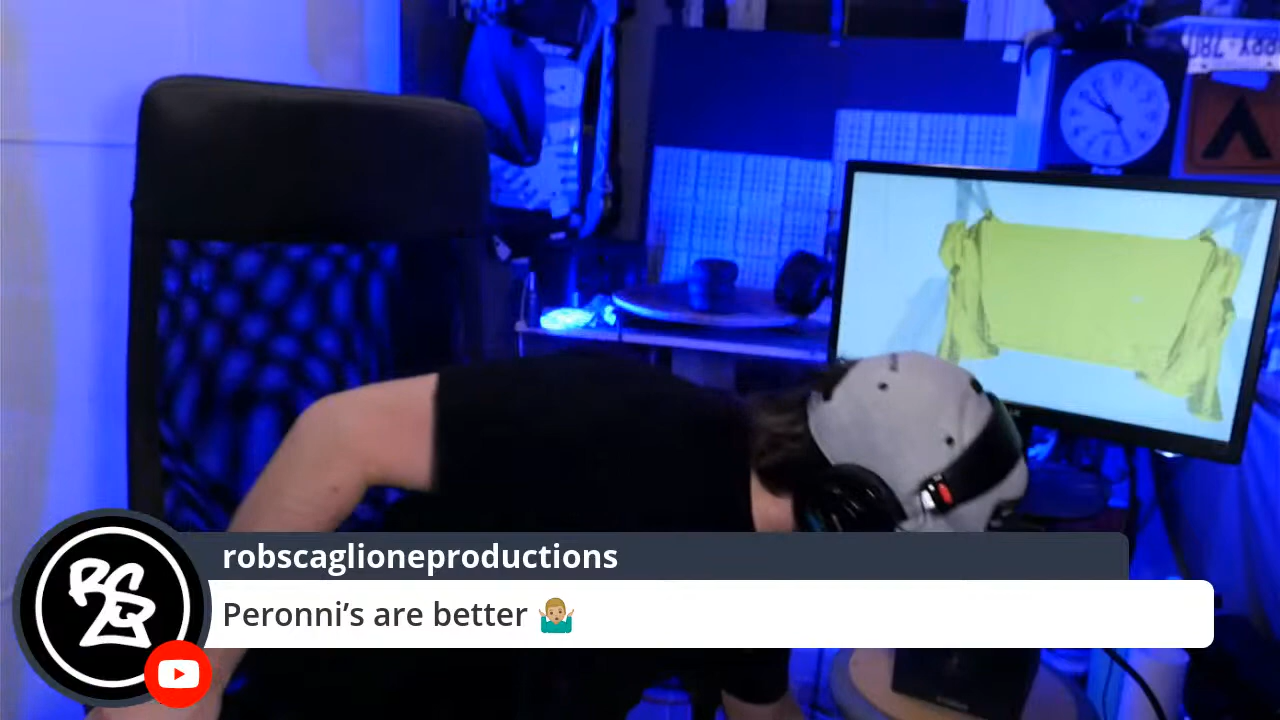 robscaglioneproductions
Peronni’s are better 🤷🏼‍♂️